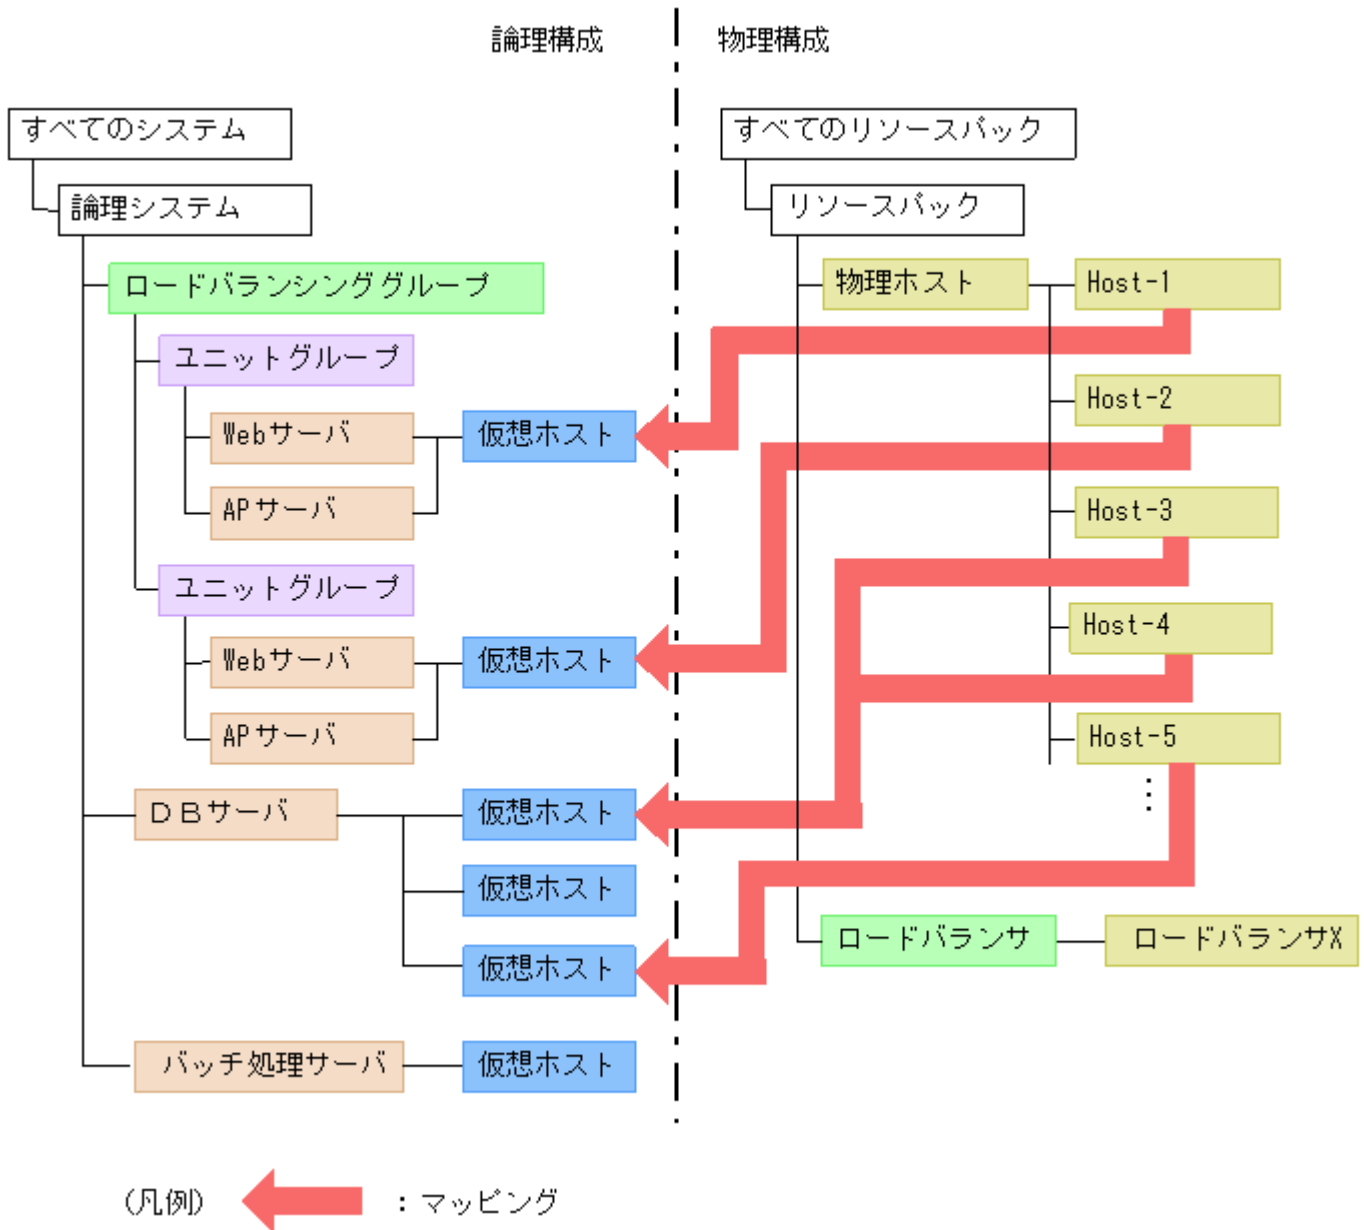 論理構成
物理構成
すべてのシステム
論理システム
ロードバランシンググループ
ユニットグループ
Webサーバ
仮想ホスト
APサーバ
ユニットグループ
Webサーバ
仮想ホスト
APサーバ
DBサーバ
仮想ホスト
仮想ホスト
仮想ホスト
バッチ処理サーバ
仮想ホスト
すべてのリソースパック
リソースパック
物理ホスト
Host-1
Host-2
Host-3
Host-4
Host-5
⋮
ロードバランサ
ロードバランサX
(凡例)
：マッピング